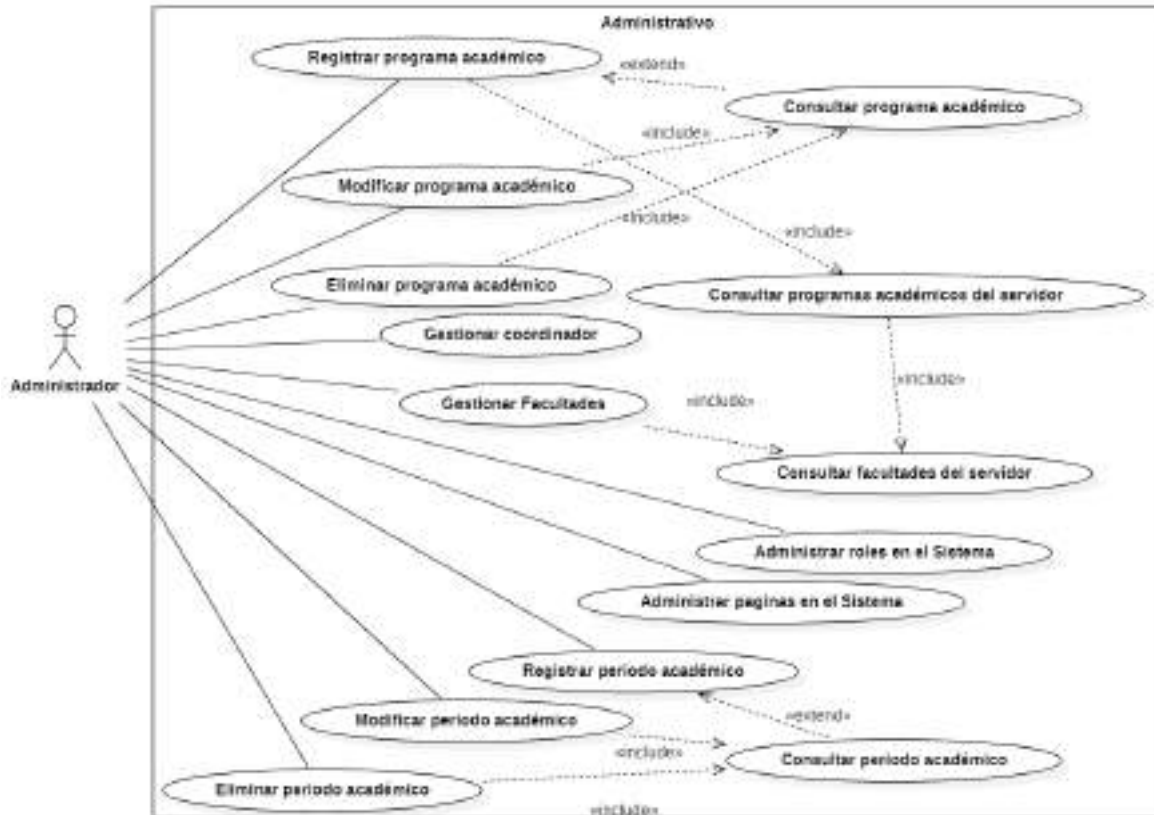 Administrativo
Registrar programa académico
«extend»
Consultar programa académico
«include»
Modificar programa académico
«include»
«include»
Eliminar programa académico
Consultar programas académicos del servidor
Gestionar coordinador
Administrador
«include»
Gestionar Facultades
«include»
Consultar facultades del servidor
Administrar roles en el Sistema
Administrar paginas en el Sistema
Registrar periodo académico
Modificar periodo académico
«extend»
«include»
Consultar periodo académico
Eliminar periodo académico
«include»